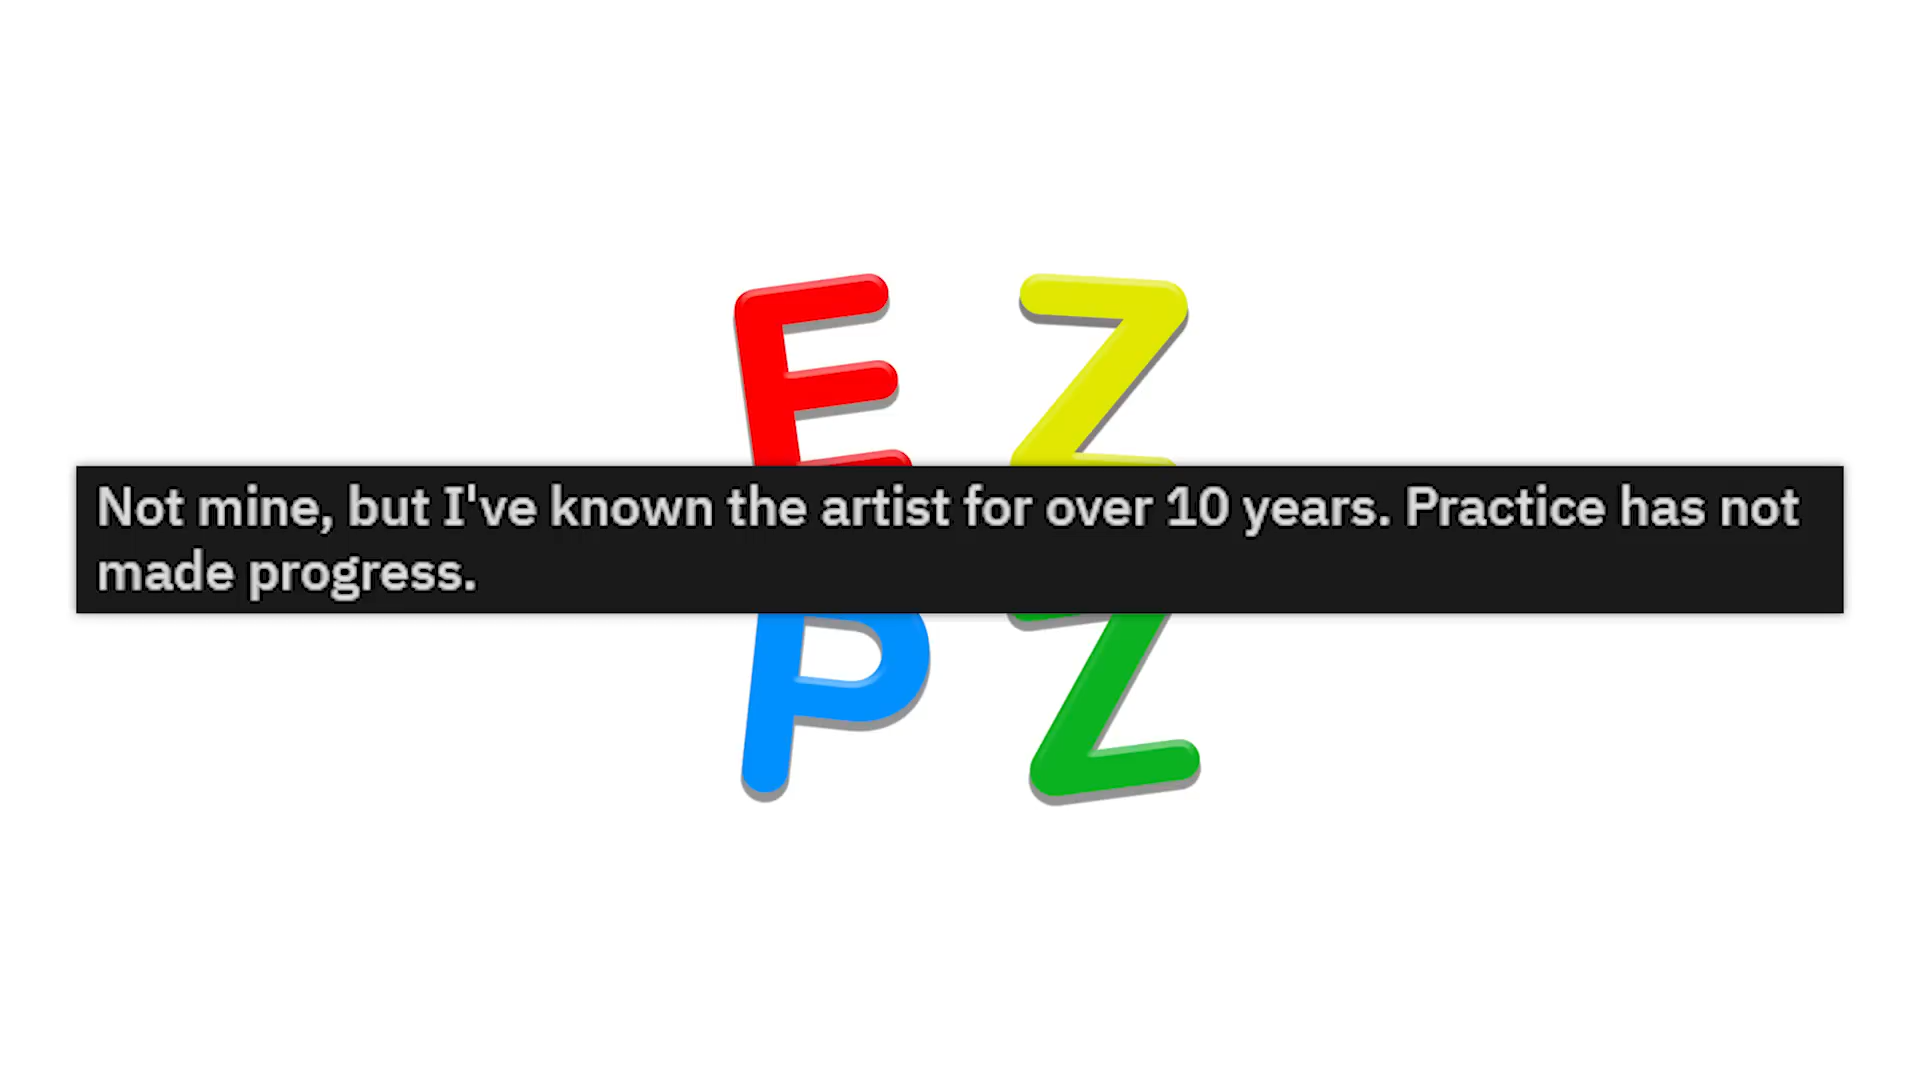 E Z
Not mine, but I've known the artist for over 10 years. Practice has not
made progress.
P Z